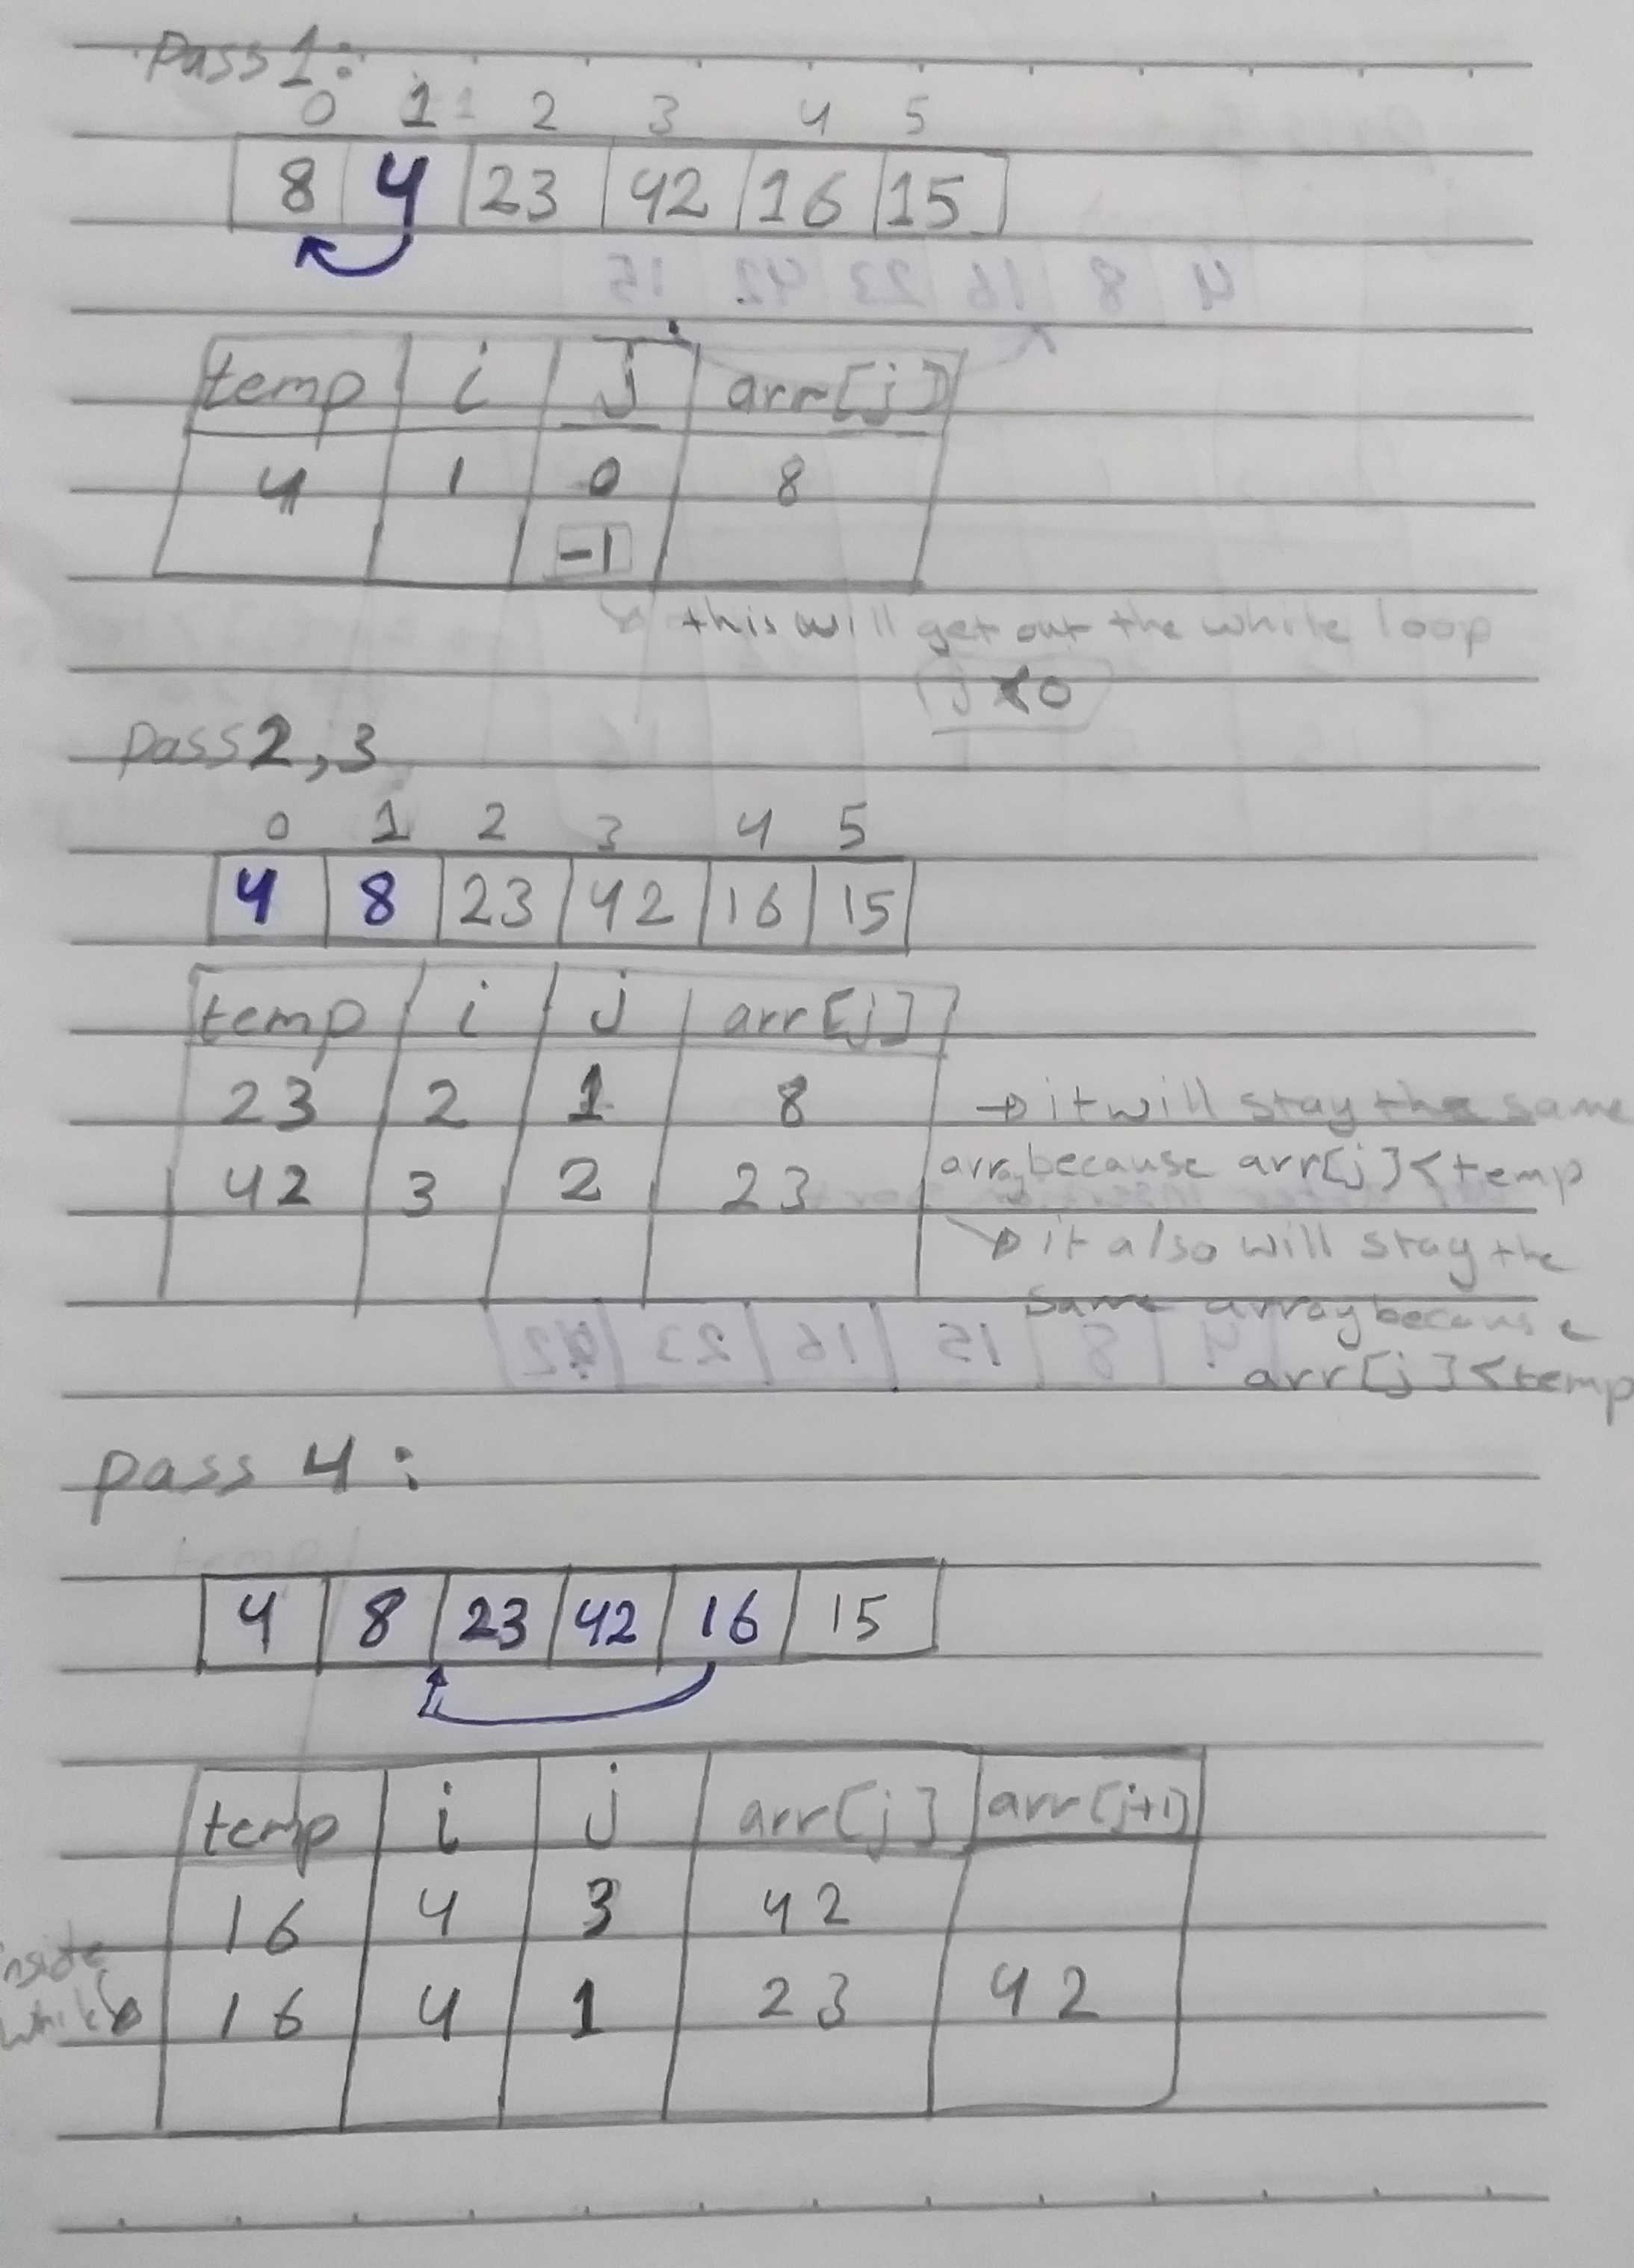 Pass 1:
0 1 2 3 4 5
8 4 23 42 16 15
temp i j arr[j]
4 1 0 8
-1
this will get out the while loop
j < 0
pass 2, 3
0 1 2 3 4 5
4 8 23 42 16 15
temp i j arr[j]
23 2 1 8 → it will stay the same
array because arr[j] < temp
42 3 2 23
→ it also will stay the
same array because
arr[j] < temp
pass 4:
4 8 23 42 16 15
temp i j arr[j] arr[j+1]
16 4 3 42
inside
while → 16 4 1 23 42